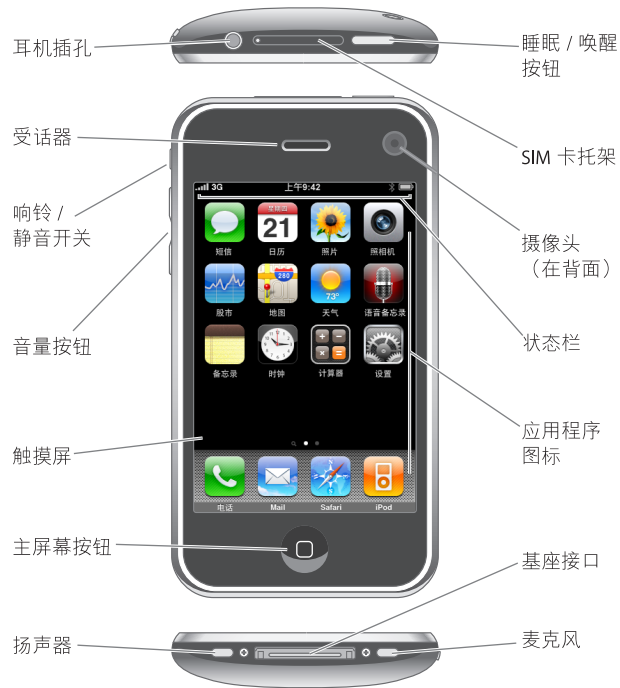 耳机插孔
睡眠 / 唤醒
按钮
受话器
SIM 卡托架
响铃 /
静音开关
摄像头
（在背面）
音量按钮
状态栏
触摸屏
应用程序
图标
主屏幕按钮
基座接口
扬声器
麦克风
3G 上午9:42
星期四
21
280
短信 日历 照片 照相机
73°
股市 地图 天气 语音备忘录
备忘录 时钟 计算器 设置
电话 Mail Safari iPod